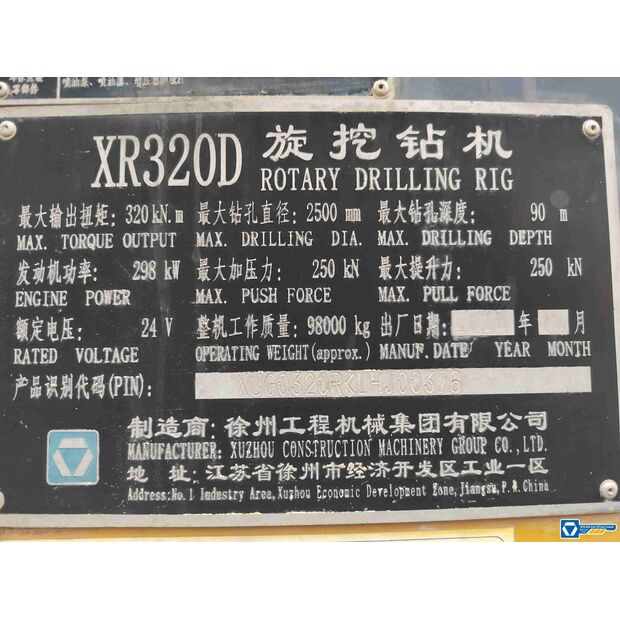 XR320D 旋挖钻机
ROTARY DRILLING RIG
最大输出扭矩: 320 kN.m 最大钻孔直径: 2500 mm 最大钻孔深度: 90 m
MAX. TORQUE OUTPUT MAX. DRILLING DIA. MAX. DRILLING DEPTH
发动机功率: 298 kW 最大加压力: 250 kN 最大提升力: 250 kN
ENGINE POWER MAX. PUSH FORCE MAX. PULL FORCE
额定电压: 24 V 整机工作质量: 98000 kg 出厂日期: 年 月
RATED VOLTAGE OPERATING WEIGHT(approx.) MANUF.DATE YEAR MONTH
产品识别代码(PIN): XUG0320RKLHJ00378
制造商: 徐州工程机械集团有限公司
MANUFACTURER: XUZHOU CONSTRUCTION MACHINERY GROUP CO.,LTD.
地 址: 江苏省徐州市经济开发区工业一区
Address:No.1 Industry Area,Xuzhou Economic Development Zone,Jiangsu,P.R.China